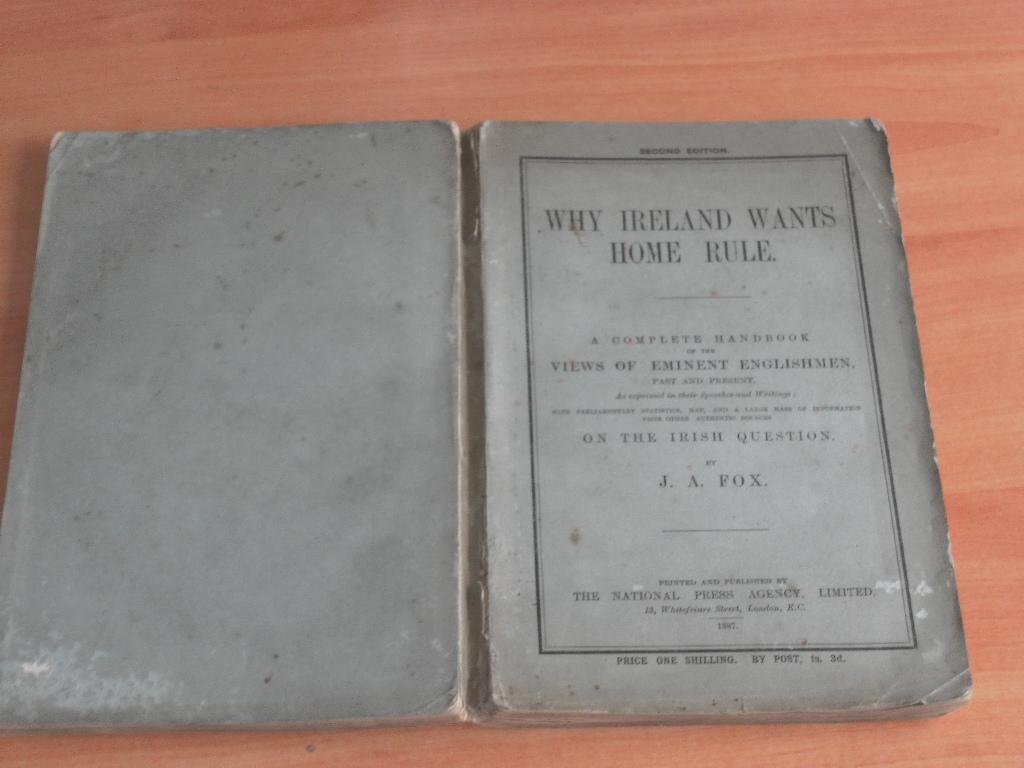 SECOND EDITION.
WHY IRELAND WANTS
HOME RULE.
A COMPLETE HANDBOOK
OF THE
VIEWS OF EMINENT ENGLISHMEN,
PAST AND PRESENT,
As expressed in their Speeches and Writings;
WITH PARLIAMENTARY STATISTICS, MAP, AND A LARGE MASS OF INFORMATION
FROM OTHER AUTHENTIC SOURCES
ON THE IRISH QUESTION.
BY
J. A. FOX.
PRINTED AND PUBLISHED BY
THE NATIONAL PRESS AGENCY, LIMITED,
13, Whitefriars Street, London, E.C.
1887.
PRICE ONE SHILLING. BY POST, 1s. 3d.